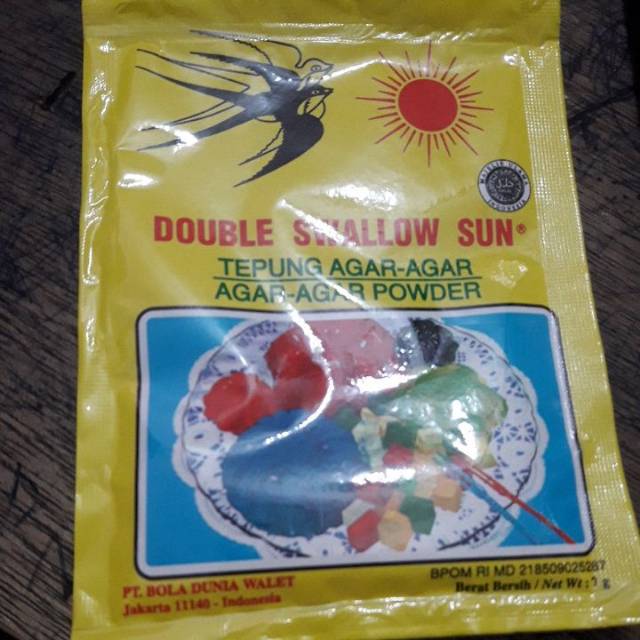 DOUBLE SWALLOW SUN®
TEPUNG AGAR-AGAR
AGAR-AGAR POWDER
PT. BOLA DUNIA WALET
Jakarta 11140 - Indonesia
BPOM RI MD 218509025287
Berat Bersih / Net Wt : 7 g